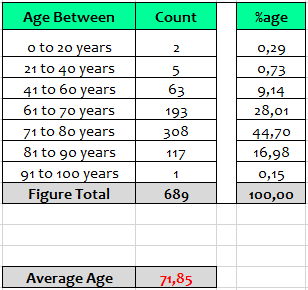 Age Between Count %age
0 to 20 years 2 0,29
21 to 40 years 5 0,73
41 to 60 years 63 9,14
61 to 70 years 193 28,01
71 to 80 years 308 44,70
81 to 90 years 117 16,98
91 to 100 years 1 0,15
Figure Total 689 100,00
Average Age 71,85